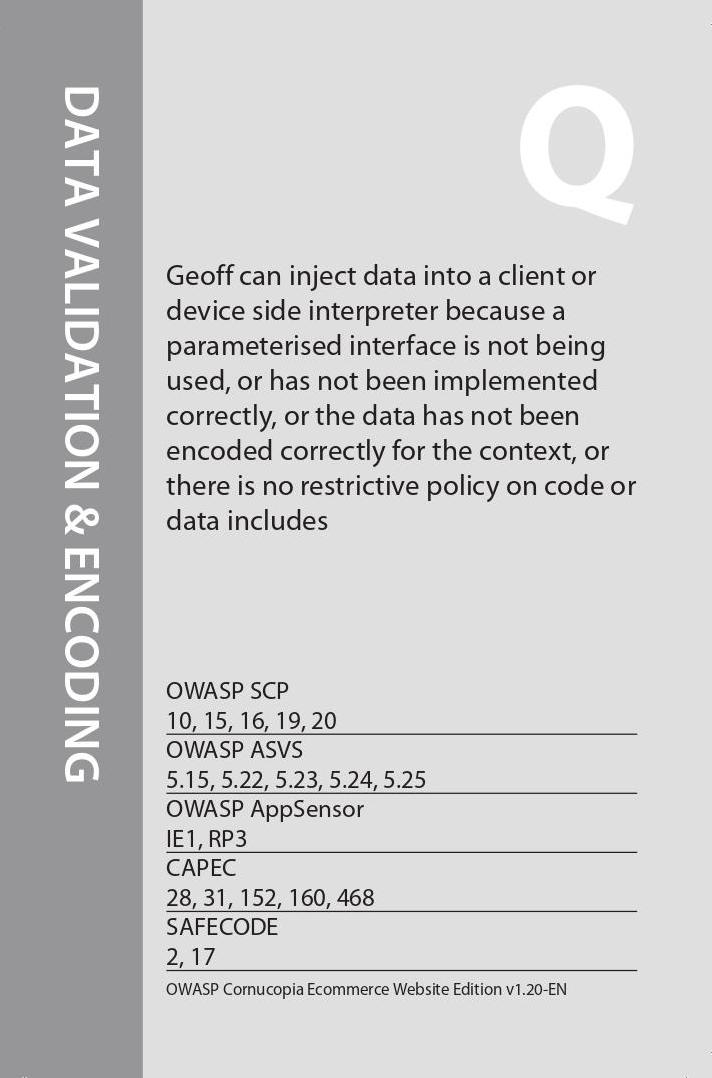 DATA VALIDATION & ENCODING
Q
Geoff can inject data into a client or
device side interpreter because a
parameterised interface is not being
used, or has not been implemented
correctly, or the data has not been
encoded correctly for the context, or
there is no restrictive policy on code or
data includes
OWASP SCP
10, 15, 16, 19, 20
OWASP ASVS
5.15, 5.22, 5.23, 5.24, 5.25
OWASP AppSensor
IE1, RP3
CAPEC
28, 31, 152, 160, 468
SAFECODE
2, 17
OWASP Cornucopia Ecommerce Website Edition v1.20-EN